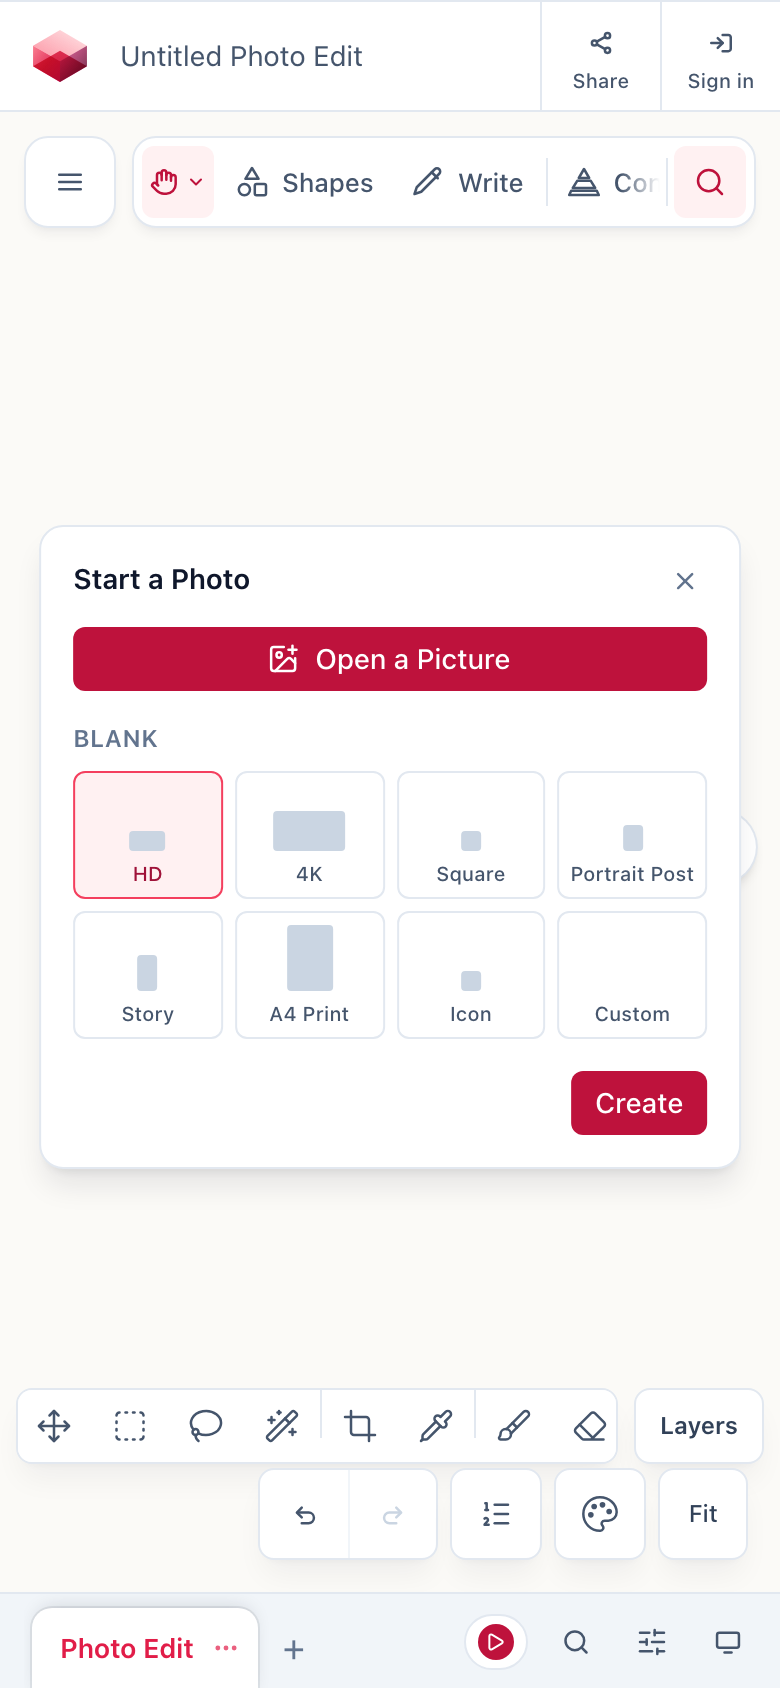 Untitled Photo Edit
Share
Sign in
Shapes
Write
Cor
Start a Photo
Open a Picture
BLANK
HD
4K
Square
Portrait Post
Story
A4 Print
Icon
Custom
Create
Layers
Fit
Photo Edit